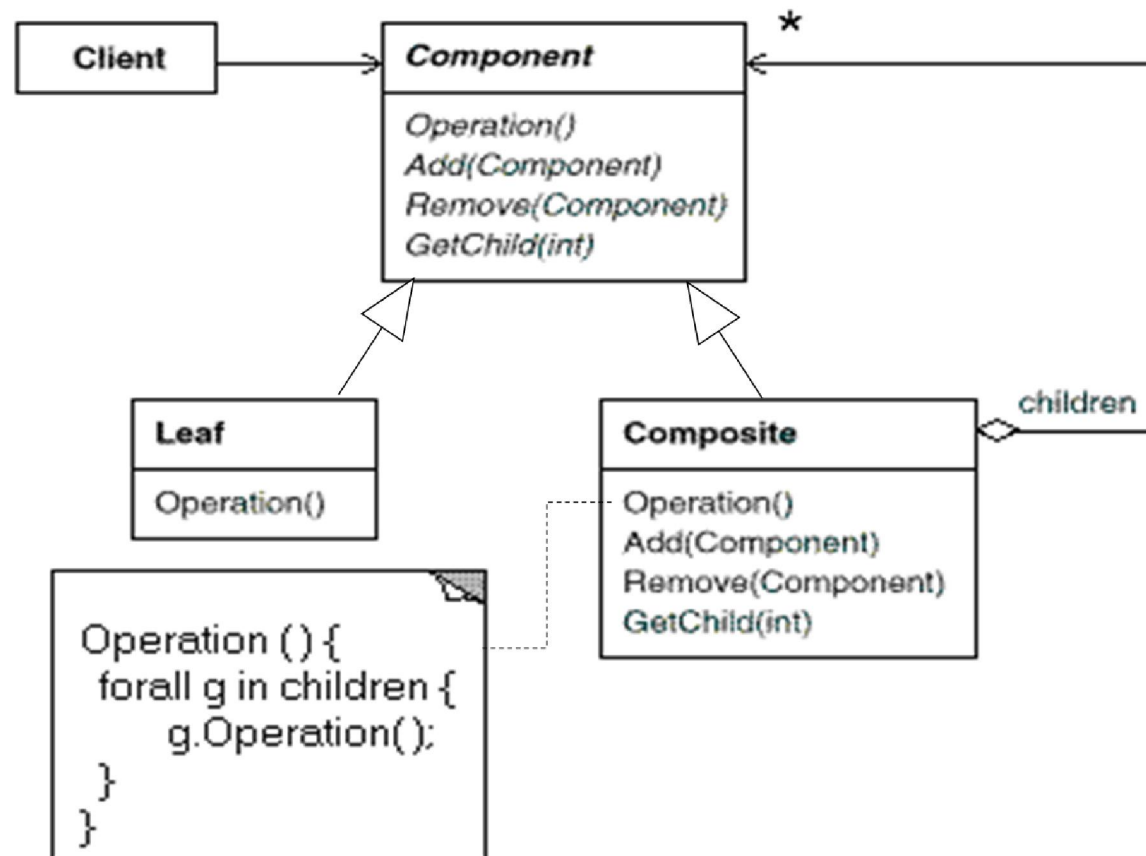 Client
Component
*
Operation()
Add(Component)
Remove(Component)
GetChild(int)
Leaf
Operation()
Composite
children
Operation()
Add(Component)
Remove(Component)
GetChild(int)
Operation () {
forall g in children {
g.Operation();
}
}